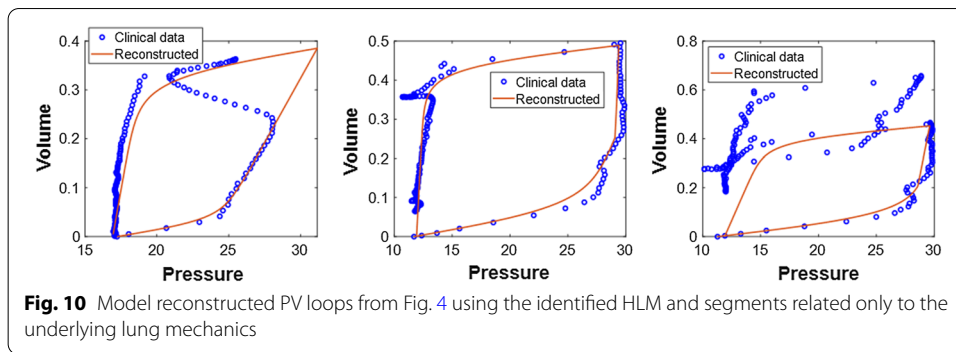 Clinical data
Reconstructed
Volume
0.4
0.3
0.2
0.1
0
15 20 25 30
Pressure
Clinical data
Reconstructed
Volume
0.5
0.4
0.3
0.2
0.1
0
10 15 20 25 30
Pressure
Clinical data
Reconstructed
Volume
0.8
0.6
0.4
0.2
0
10 15 20 25 30
Pressure
Fig. 10 Model reconstructed PV loops from Fig. 4 using the identified HLM and segments related only to the
underlying lung mechanics